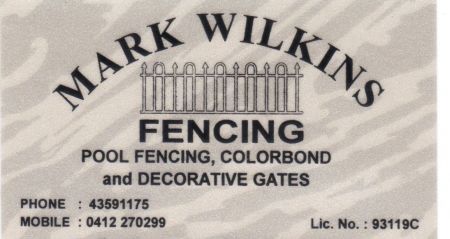 MARK WILKINS
FENCING
POOL FENCING, COLORBOND
and DECORATIVE GATES
PHONE : 43591175
MOBILE : 0412 270299
Lic. No. : 93119C